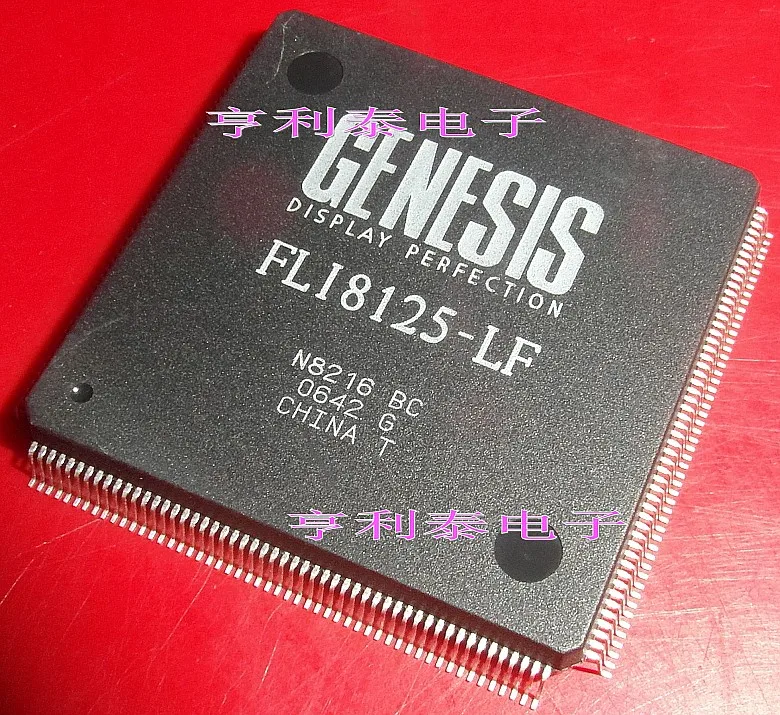 亨利泰电子
GENESIS
DISPLAY PERFECTION
FLI8125-LF
N8216 BC
0642 G
CHINA T
亨利泰电子